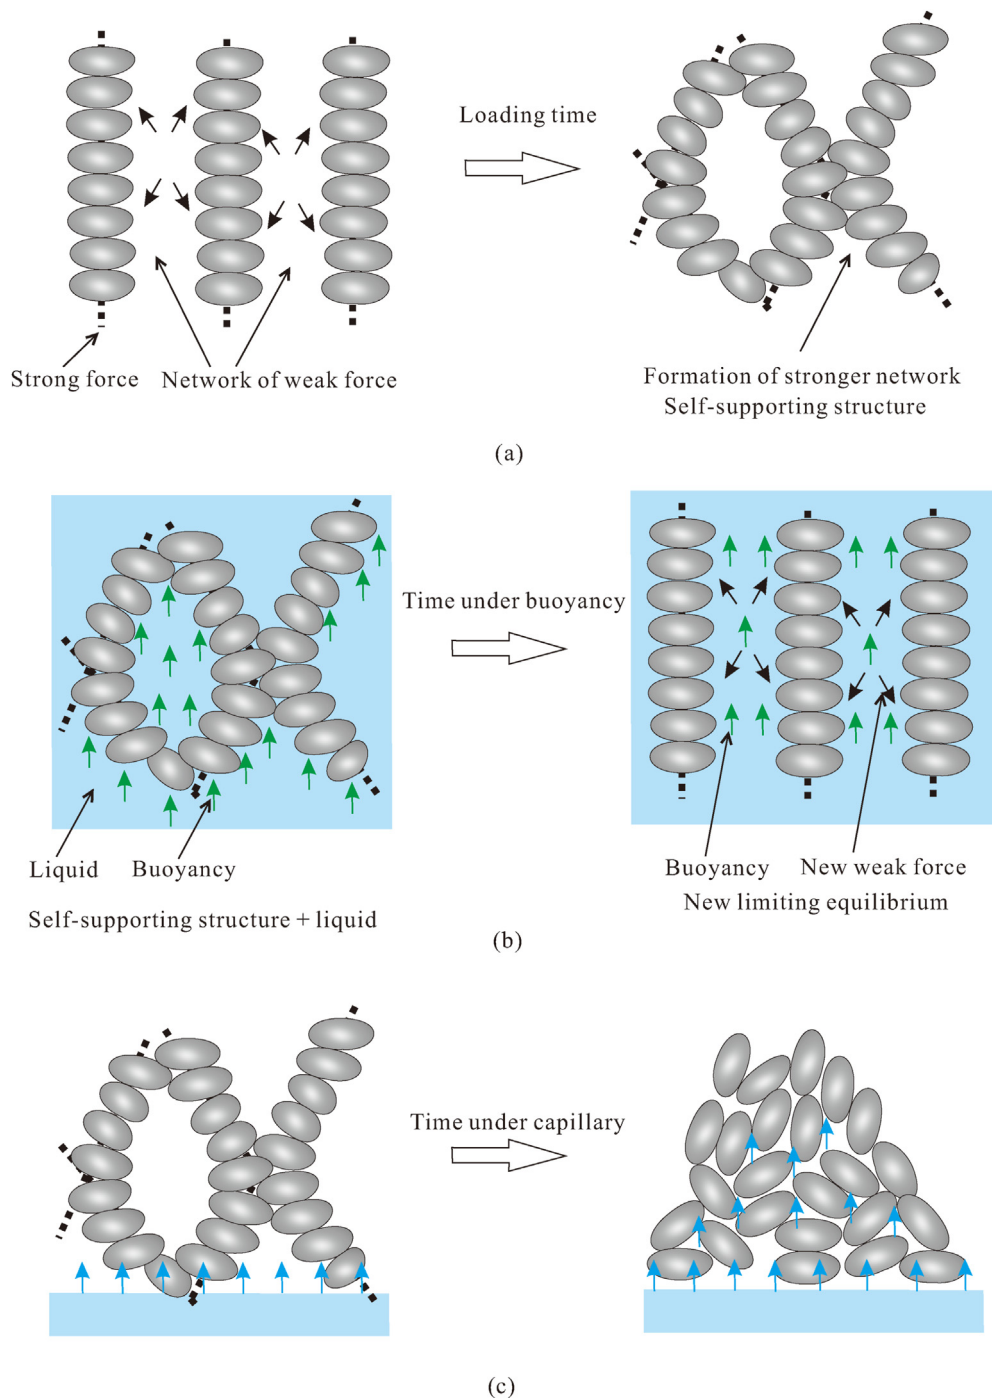 Loading time
Strong force
Network of weak force
Formation of stronger network
Self-supporting structure
(a)
Time under buoyancy
Liquid
Buoyancy
Buoyancy
New weak force
New limiting equilibrium
Self-supporting structure + liquid
(b)
Time under capillary
(c)